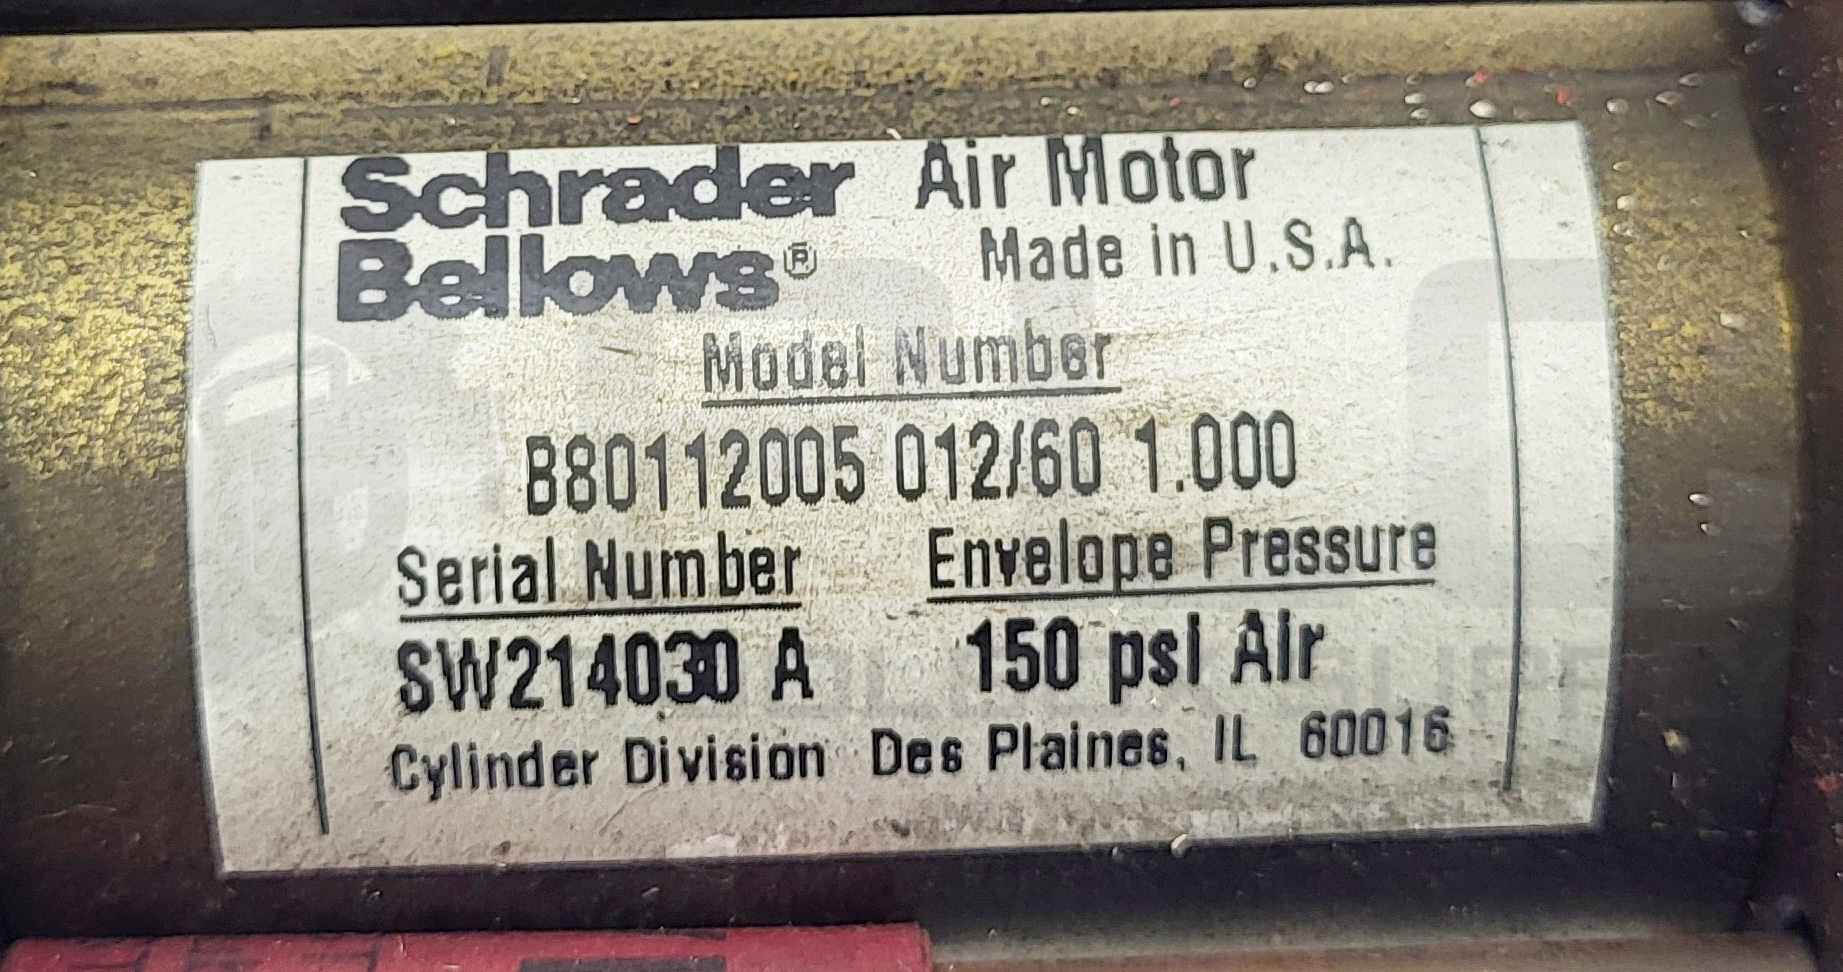 Schrader Bellows® Air Motor
Made in U.S.A.
Model Number
B80112005 012/60 1.000
Serial Number Envelope Pressure
SW214030 A 150 psi Air
Cylinder Division Des Plaines, IL 60016